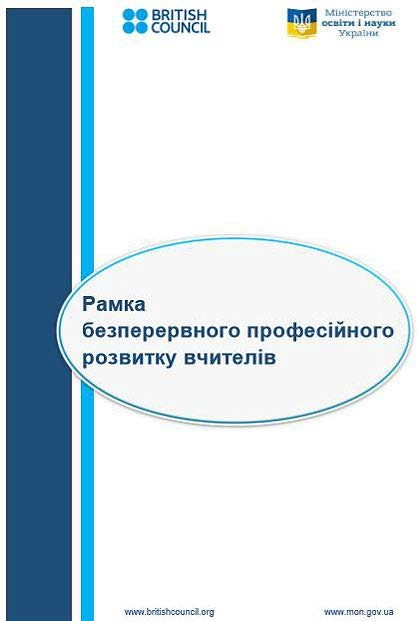 BRITISH
COUNCIL
Міністерство
освіти і науки
України
Рамка
безперервного професійного
розвитку вчителів
www.britishcouncil.org
www.mon.gov.ua